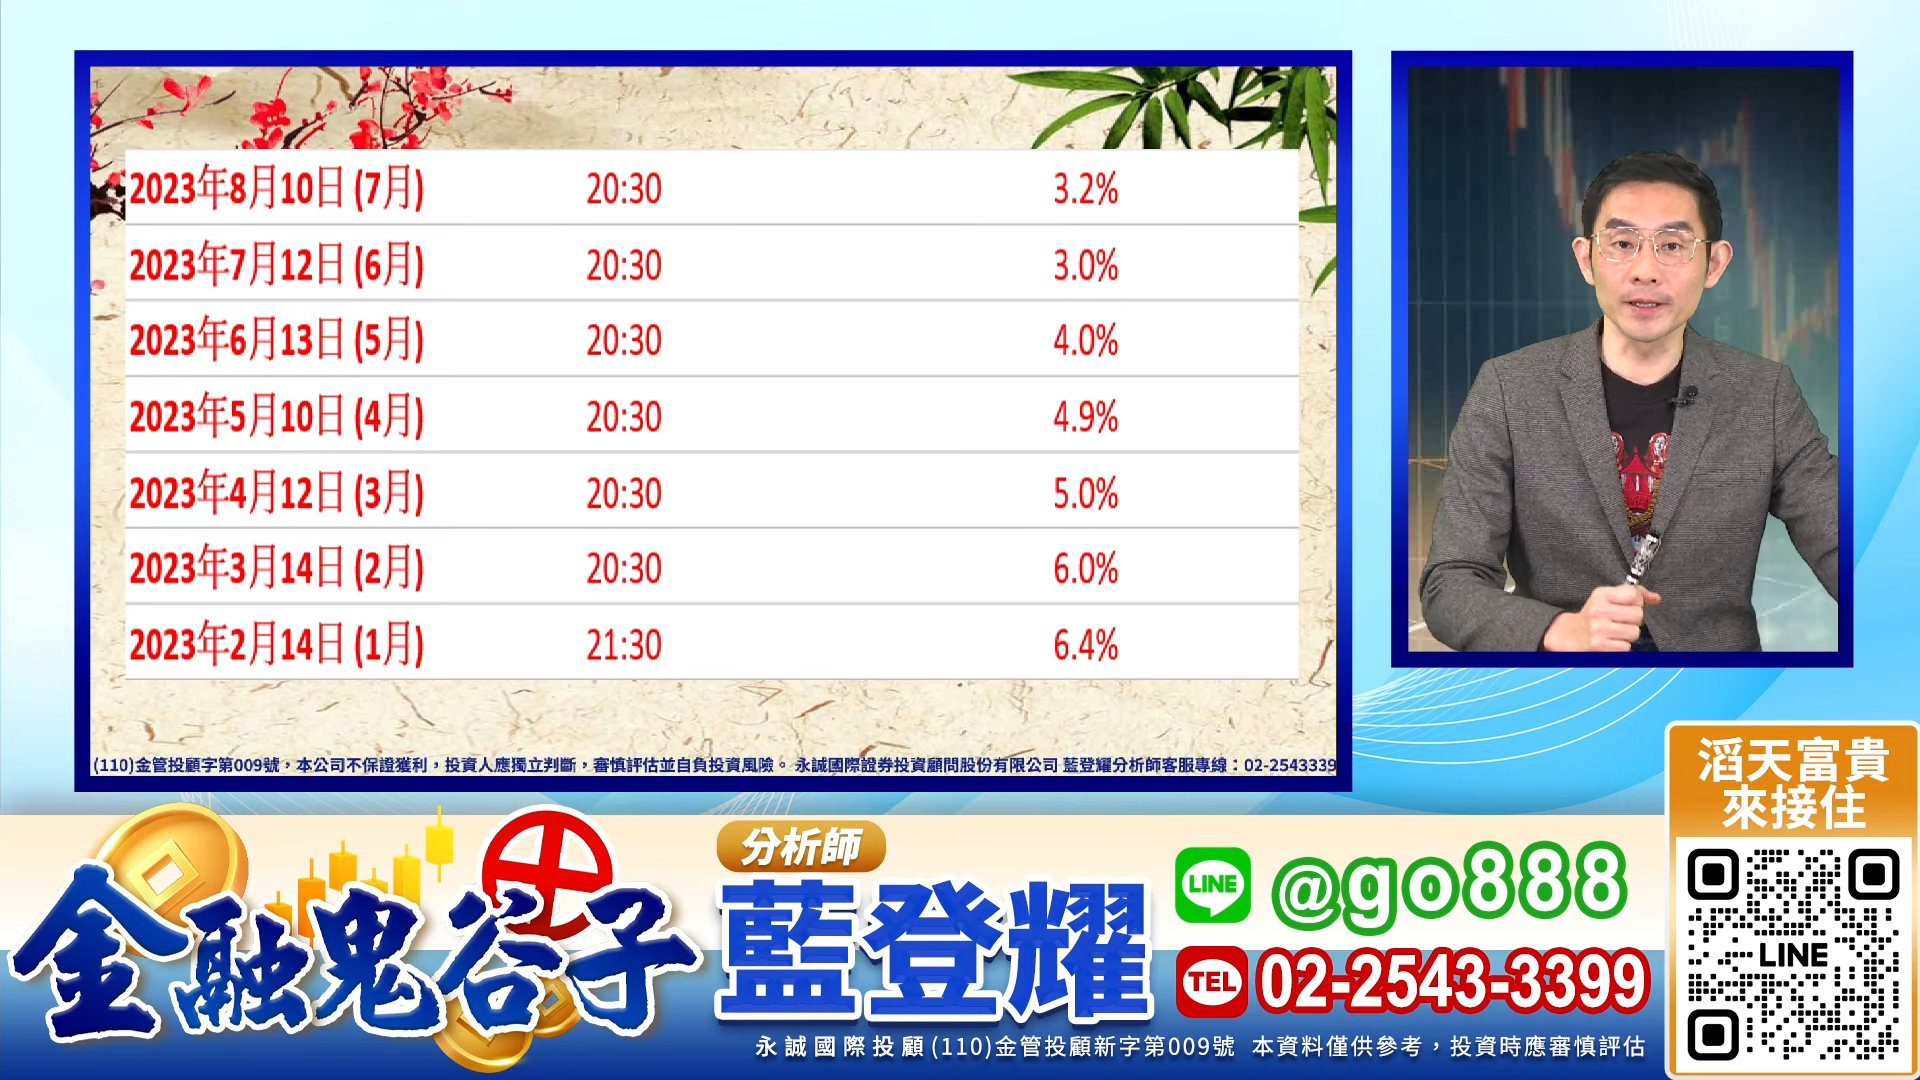 2023年8月10日 (7月) 20:30 3.2%
2023年7月12日 (6月) 20:30 3.0%
2023年6月13日 (5月) 20:30 4.0%
2023年5月10日 (4月) 20:30 4.9%
2023年4月12日 (3月) 20:30 5.0%
2023年3月14日 (2月) 20:30 6.0%
2023年2月14日 (1月) 21:30 6.4%
(110)金管投顧字第009號，本公司不保證獲利，投資人應獨立判斷，審慎評估並自負投資風險。 永誠國際證券投資顧問股份有限公司 藍登耀分析師客服專線：02-2543339
滔天富貴
來接住
LINE
金融鬼谷子
分析師
藍登耀
LINE @go888
TEL 02-2543-3399
永誠國際投顧(110)金管投顧新字第009號 本資料僅供參考，投資時應審慎評估